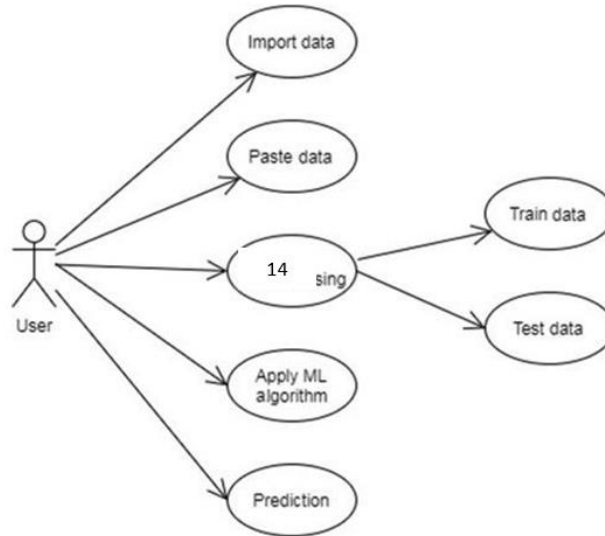 Import data
Paste data
Train data
14 sing
User
Test data
Apply ML
algorithm
Prediction